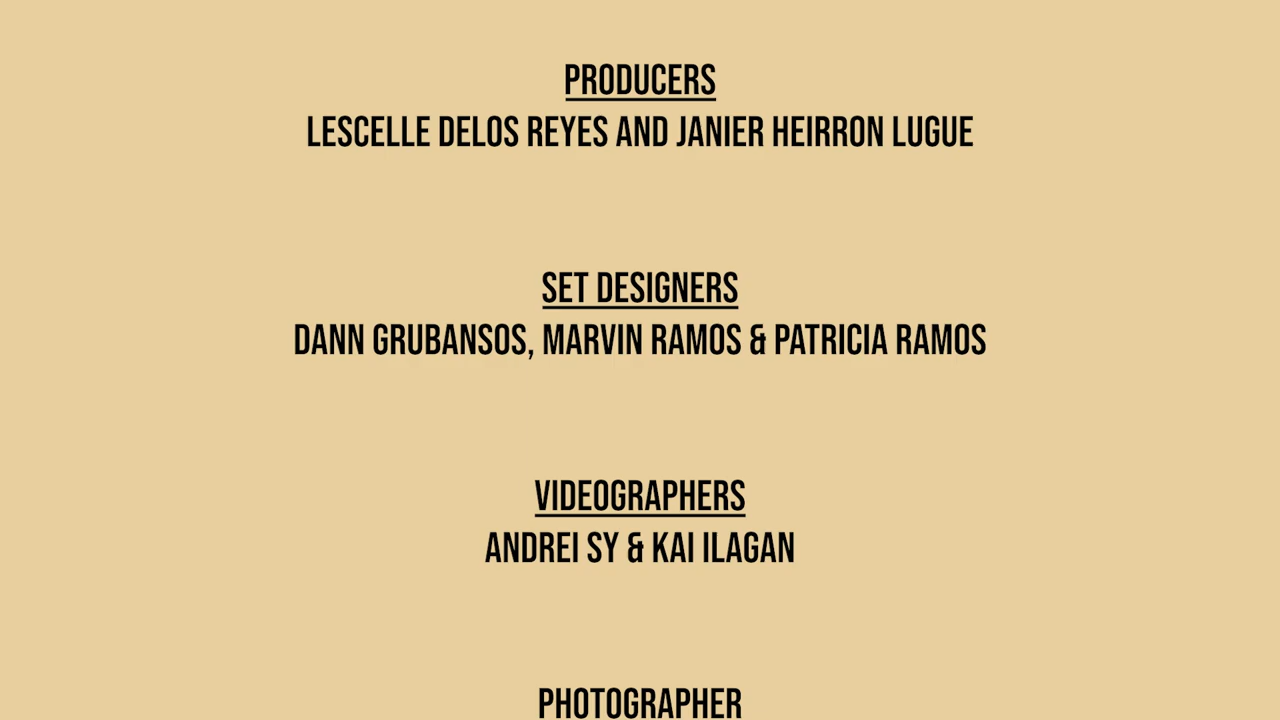 PRODUCERS
LESCELLE DELOS REYES AND JANIER HEIRRON LUGUE
SET DESIGNERS
DANN GRUBANSOS, MARVIN RAMOS & PATRICIA RAMOS
VIDEOGRAPHERS
ANDREI SY & KAI ILAGAN
PHOTOGRAPHER